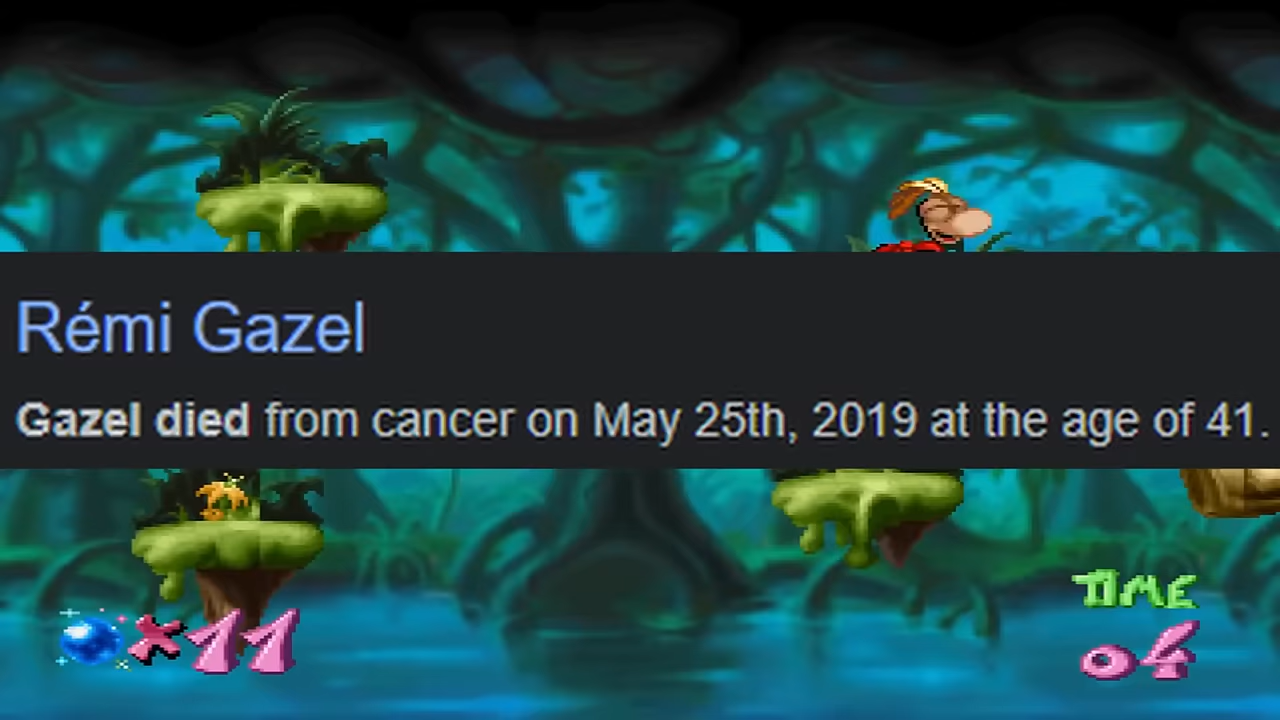 Rémi Gazel
Gazel died from cancer on May 25th, 2019 at the age of 41.
TIME
×11
04